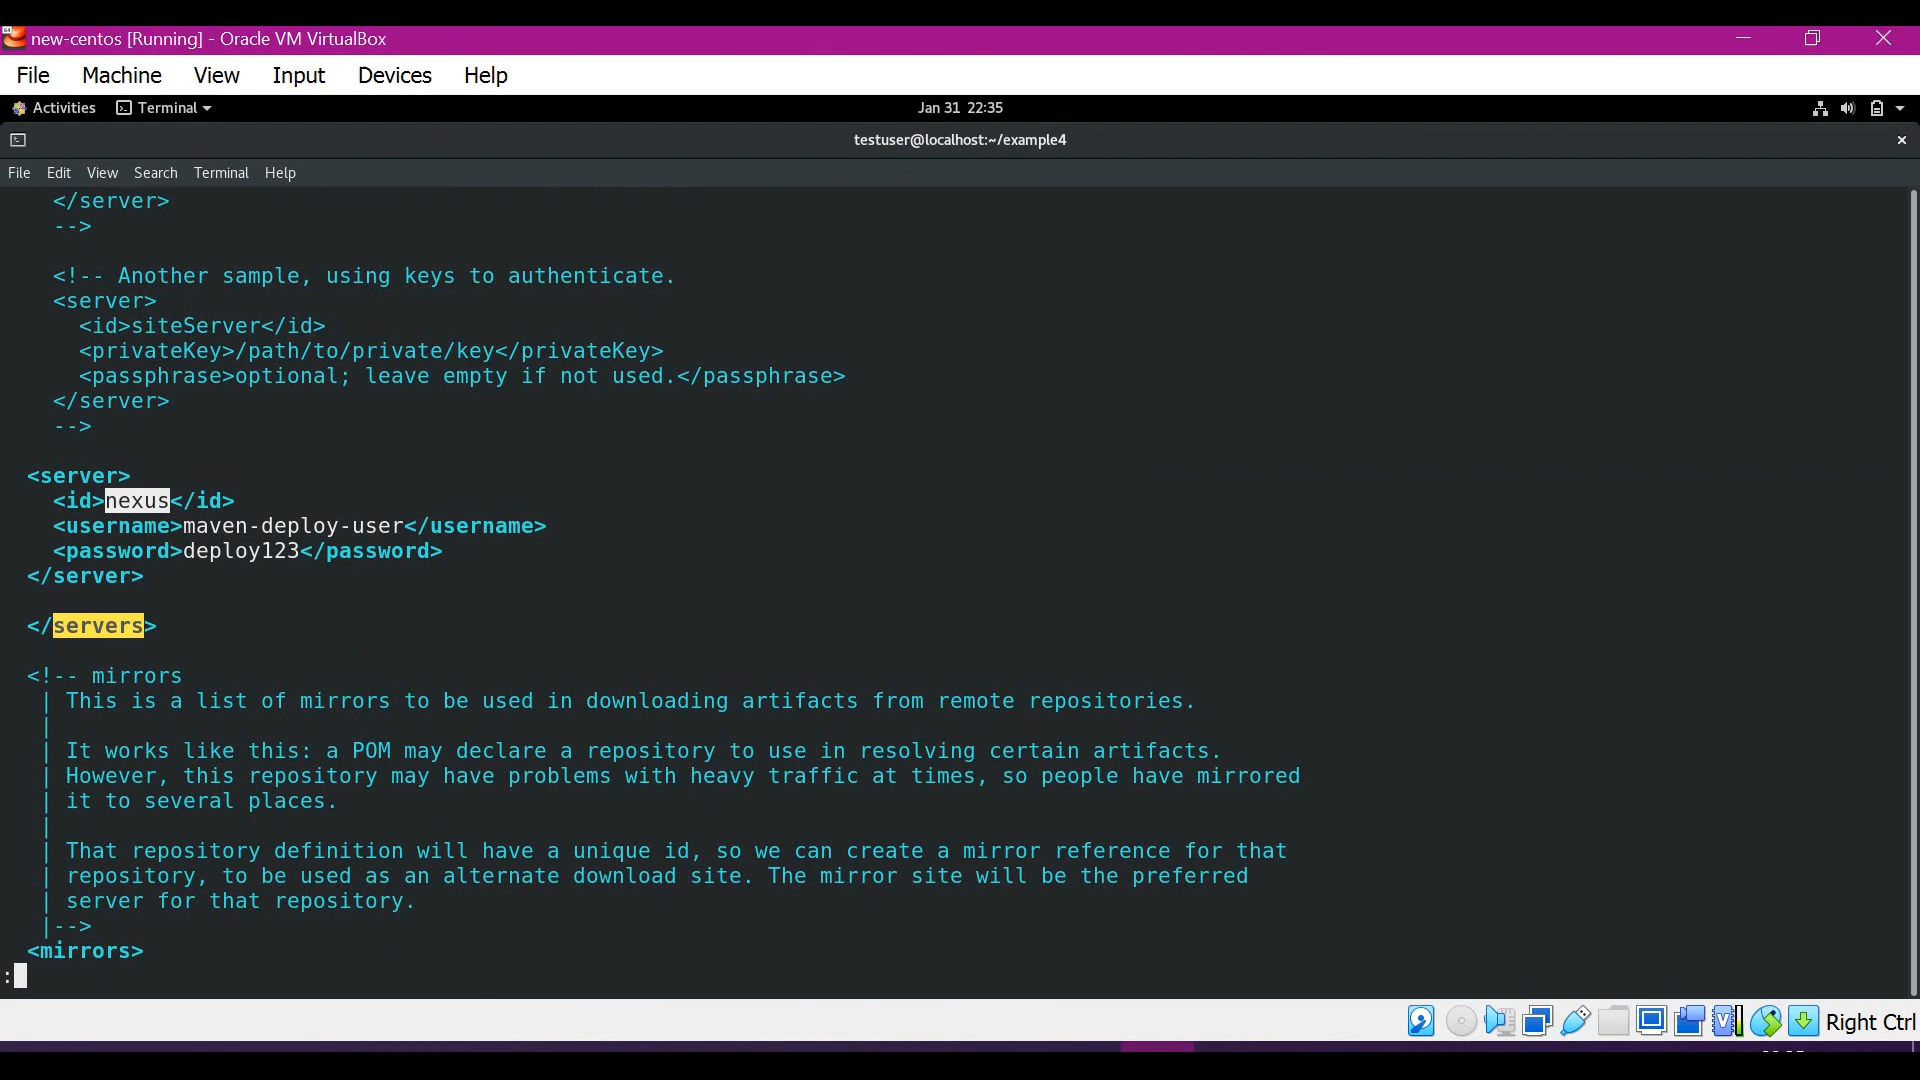 new-centos [Running] - Oracle VM VirtualBox
File Machine View Input Devices Help
Activities Terminal Jan 31 22:35
testuser@localhost:~/example4
File Edit View Search Terminal Help
</server>
-->
<!-- Another sample, using keys to authenticate.
<server>
<id>siteServer</id>
<privateKey>/path/to/private/key</privateKey>
<passphrase>optional; leave empty if not used.</passphrase>
</server>
-->
<server>
<id>nexus</id>
<username>maven-deploy-user</username>
<password>deploy123</password>
</server>
</servers>
<!-- mirrors
| This is a list of mirrors to be used in downloading artifacts from remote repositories.
|
| It works like this: a POM may declare a repository to use in resolving certain artifacts.
| However, this repository may have problems with heavy traffic at times, so people have mirrored
| it to several places.
|
| That repository definition will have a unique id, so we can create a mirror reference for that
| repository, to be used as an alternate download site. The mirror site will be the preferred
| server for that repository.
|-->
<mirrors>
:
Right Ctrl